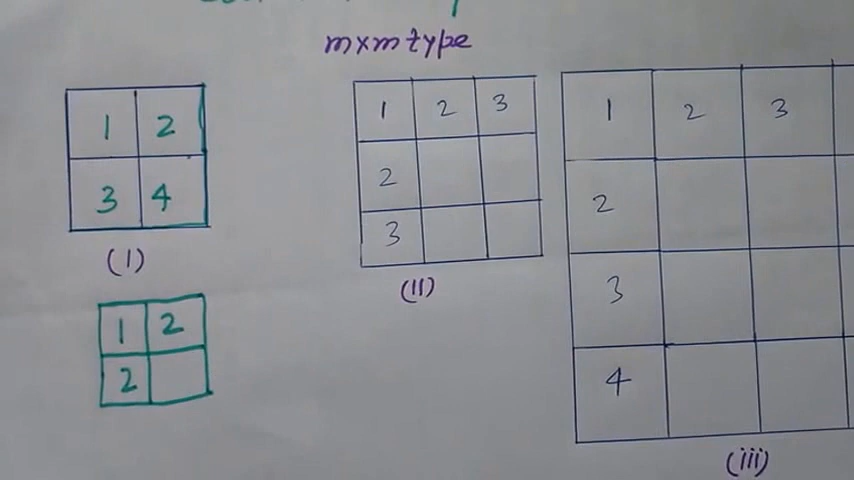 mxm type
1 2
3 4
(I)
1 2
2
1 2 3
2
3
(II)
1 2 3
2
3
4
(iii)